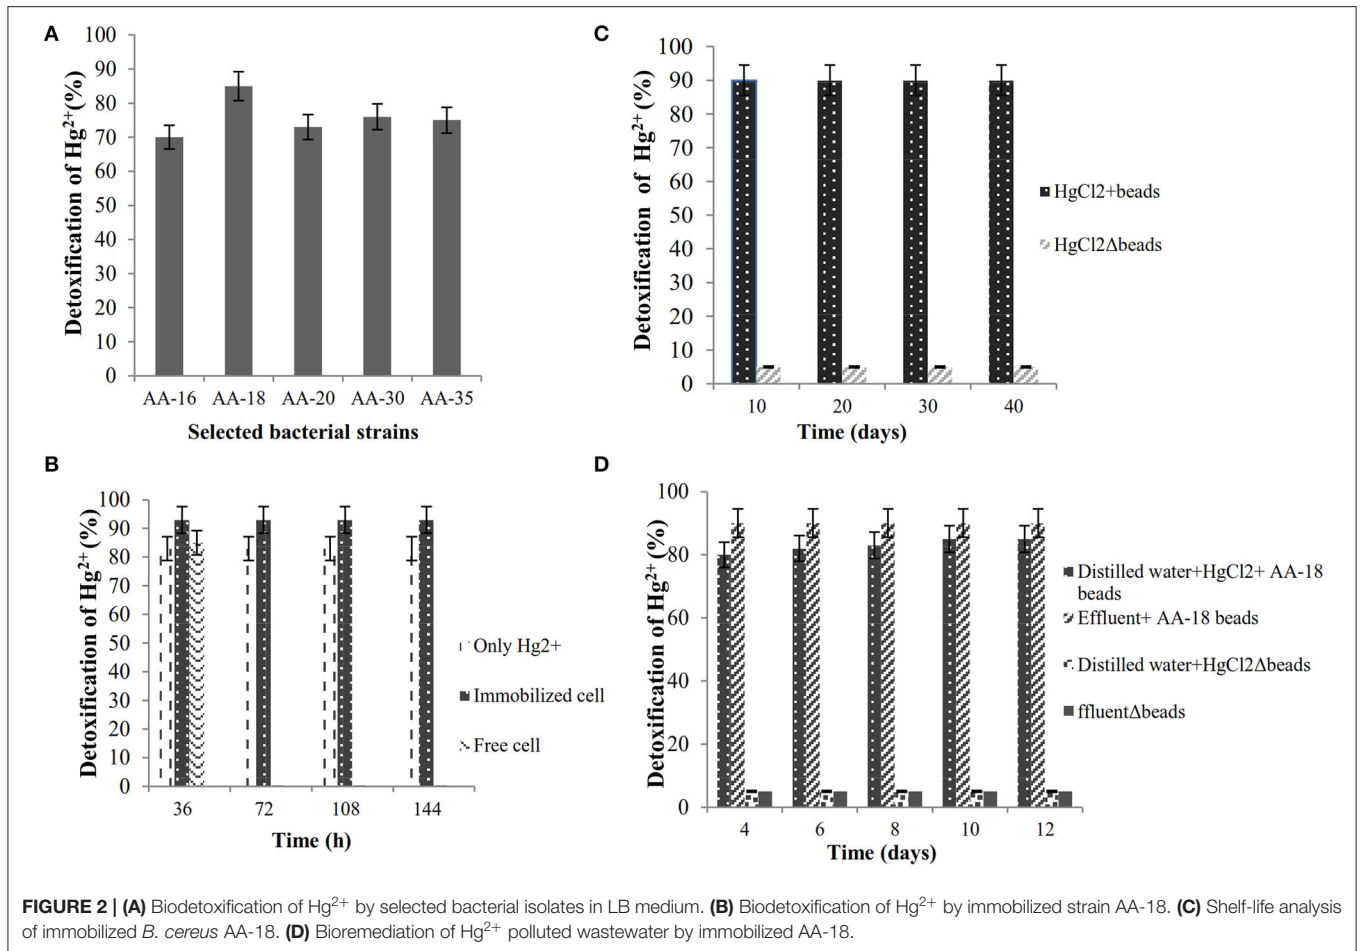 A
100
90
80
70
60
50
40
30
20
10
0
Detoxification of Hg²⁺(%)
AA-16 AA-18 AA-20 AA-30 AA-35
Selected bacterial strains
B
100
90
80
70
60
50
40
30
20
10
0
Detoxification of Hg²⁺ (%)
36 72 108 144
Time (h)
Only Hg2+
Immobilized cell
Free cell
C
100
90
80
70
60
50
40
30
20
10
0
Detoxification of Hg²⁺ (%)
10 20 30 40
Time (days)
HgCl2+beads
HgCl2Δbeads
D
100
80
60
40
20
0
Detoxification of Hg²⁺ (%)
4 6 8 10 12
Time (days)
Distilled water+HgCl2+ AA-18
beads
Effluent+ AA-18 beads
Distilled water+HgCl2Δbeads
ffluentΔbeads
FIGURE 2 | (A) Biodetoxification of Hg²⁺ by selected bacterial isolates in LB medium. (B) Biodetoxification of Hg²⁺ by immobilized strain AA-18. (C) Shelf-life analysis
of immobilized B. cereus AA-18. (D) Bioremediation of Hg²⁺ polluted wastewater by immobilized AA-18.